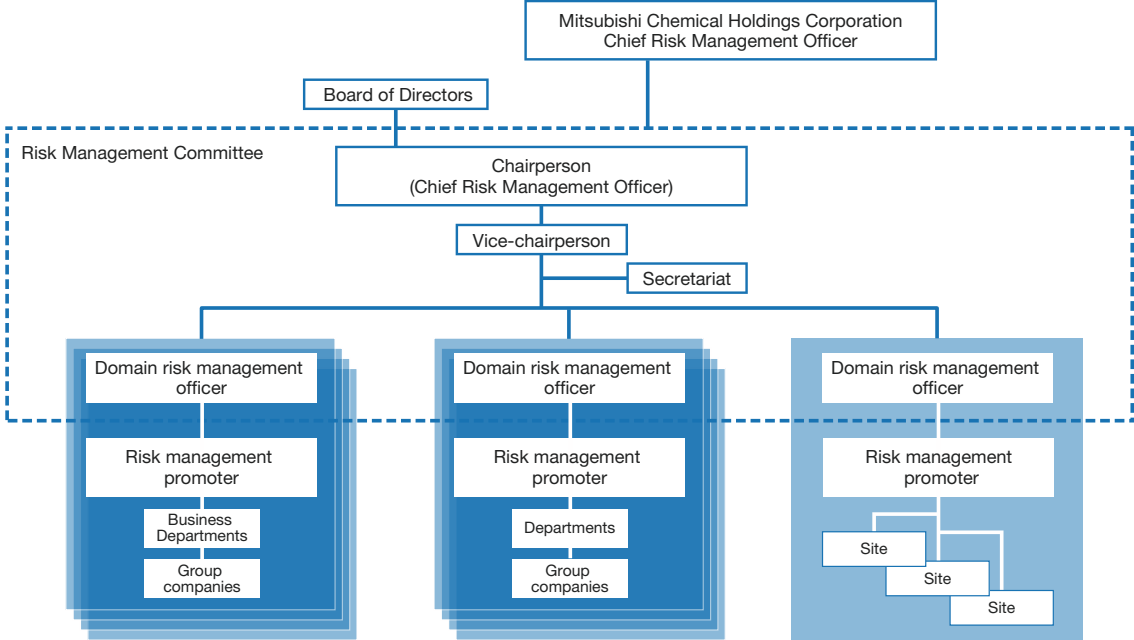 Mitsubishi Chemical Holdings Corporation
Chief Risk Management Officer
Board of Directors
Risk Management Committee
Chairperson
(Chief Risk Management Officer)
Vice-chairperson
Secretariat
Domain risk management
officer
Risk management
promoter
Business
Departments
Group
companies
Domain risk management
officer
Risk management
promoter
Departments
Group
companies
Domain risk management
officer
Risk management
promoter
Site
Site
Site